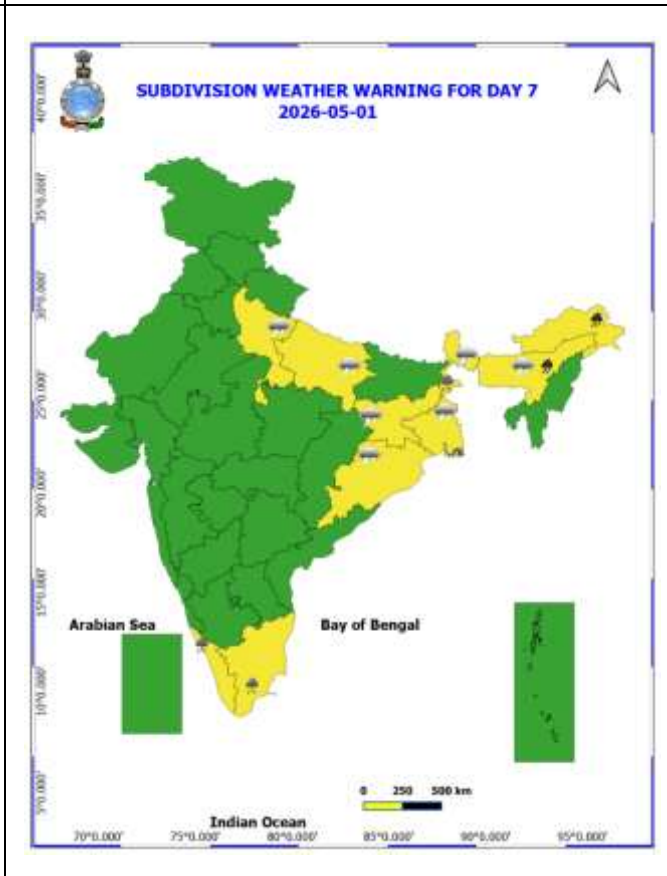 SUBDIVISION WEATHER WARNING FOR DAY 7
2026-05-01
40°0.000'
35°0.000'
30°0.000'
25°0.000'
20°0.000'
15°0.000'
10°0.000'
5°0.000'
Arabian Sea
Bay of Bengal
0 250 500 km
Indian Ocean
70°0.000' 75°0.000' 80°0.000' 85°0.000' 90°0.000' 95°0.000'